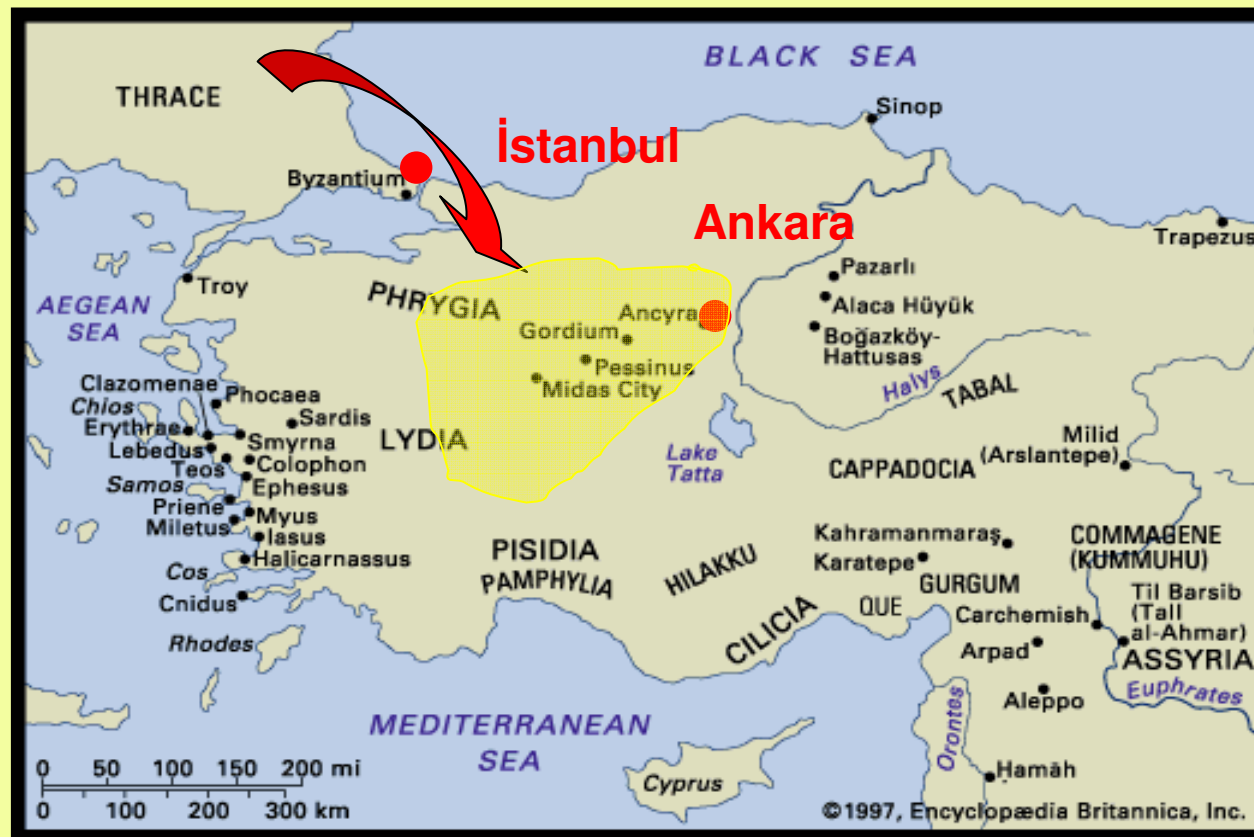 BLACK SEA
THRACE
Sinop
İstanbul
Byzantium
Ankara
Trapezus
Pazarlı
Troy
PHRYGIA
Alaca Hüyük
AEGEAN
SEA
Ancyra
Gordium
Boğazköy-
Hattusas
Pessinus
Midas City
Halys
TABAL
Clazomenae
Phocaea
Chios
Sardis
Erythrae
Smyrna
LYDIA
Lebedus
Colophon
Teos
Lake
Tatta
Milid
(Arslantepe)
CAPPADOCIA
Samos
Ephesus
Priene
Myus
Miletus
Iasus
Halicarnassus
Kahramanmaraş
COMMAGENE
(KUMMUHU)
PISIDIA
PAMPHYLIA
HILAKKU
Karatepe
GURGUM
Cos
Cnidus
QUE
Til Barsib
(Tall
al-Ahmar)
Carchemish
CILICIA
Rhodes
Arpad
ASSYRIA
Euphrates
Aleppo
Orontes
MEDITERRANEAN
SEA
Cyprus
Ḥamāh
0 50 100 150 200 mi
0 100 200 300 km
©1997, Encyclopædia Britannica, Inc.